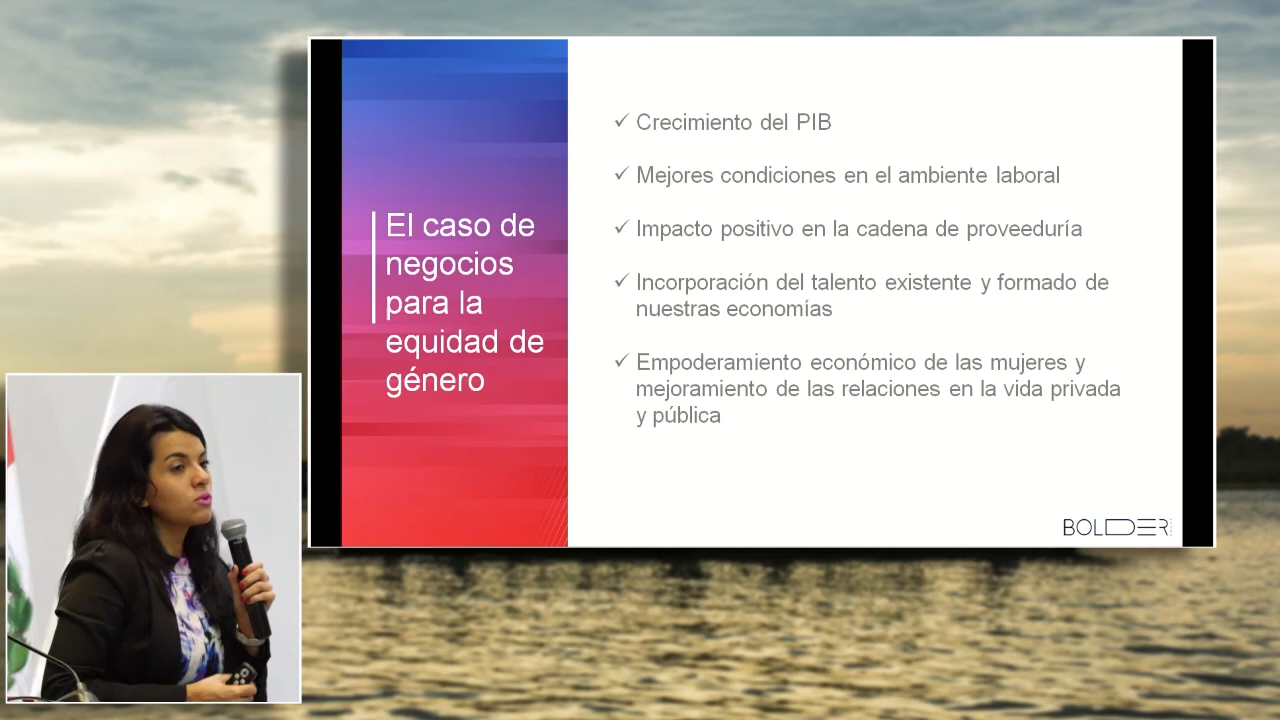 El caso de
negocios
para la
equidad de
género
Crecimiento del PIB
Mejores condiciones en el ambiente laboral
Impacto positivo en la cadena de proveeduría
Incorporación del talento existente y formado de
nuestras economías
Empoderamiento económico de las mujeres y
mejoramiento de las relaciones en la vida privada
y pública
BOLDER